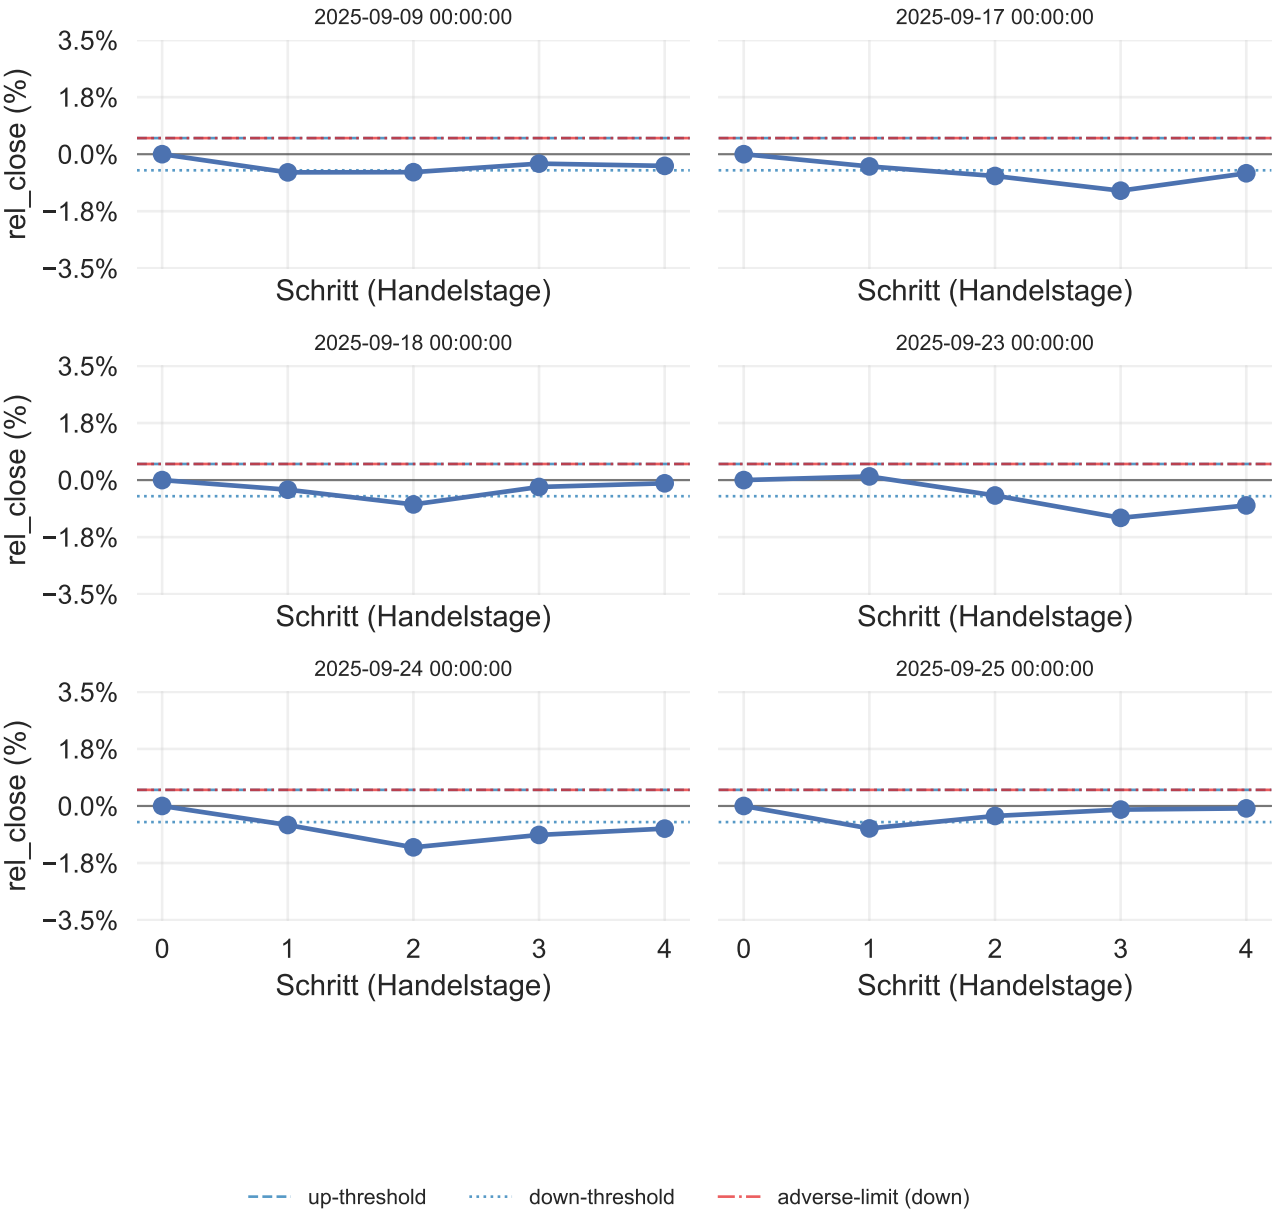 2025-09-09 00:00:00
2025-09-17 00:00:00
rel_close (%)
3.5%
1.8%
0.0%
−1.8%
−3.5%
Schritt (Handelstage)
Schritt (Handelstage)
2025-09-18 00:00:00
2025-09-23 00:00:00
rel_close (%)
3.5%
1.8%
0.0%
−1.8%
−3.5%
Schritt (Handelstage)
Schritt (Handelstage)
2025-09-24 00:00:00
2025-09-25 00:00:00
rel_close (%)
3.5%
1.8%
0.0%
−1.8%
−3.5%
0 1 2 3 4
0 1 2 3 4
Schritt (Handelstage)
Schritt (Handelstage)
up-threshold
down-threshold
adverse-limit (down)